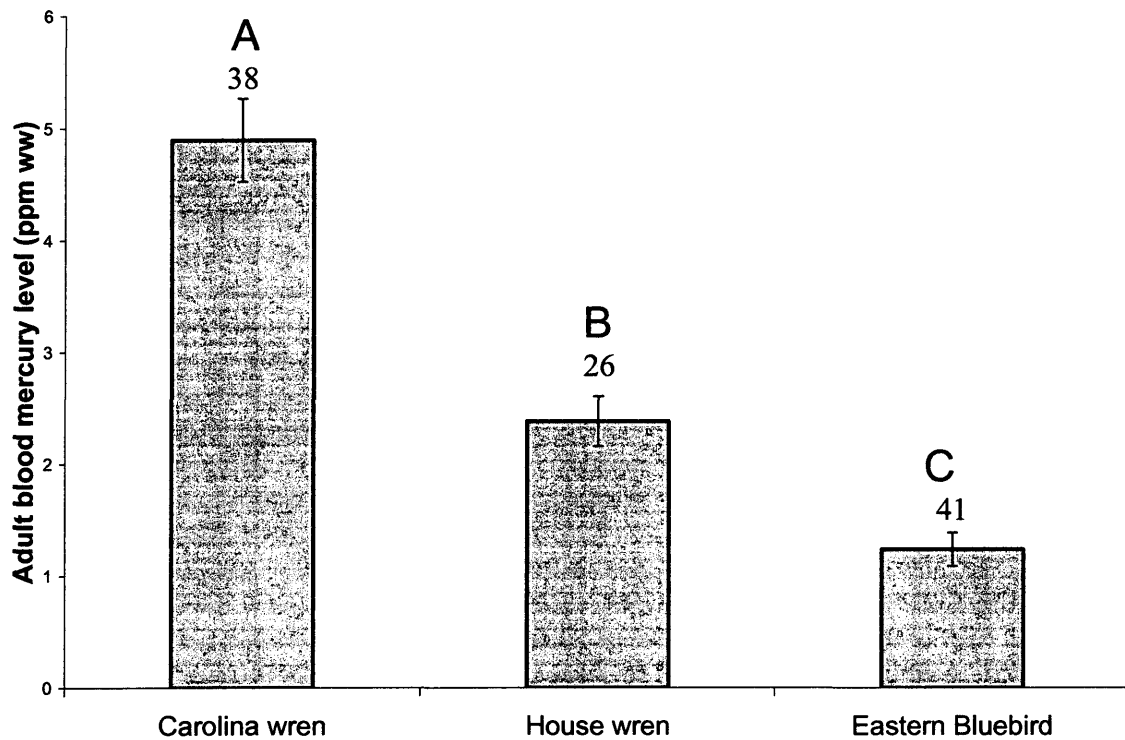 Adult blood mercury level (ppm ww)
6
5
4
3
2
1
0
A
38
B
26
C
41
Carolina wren
House wren
Eastern Bluebird